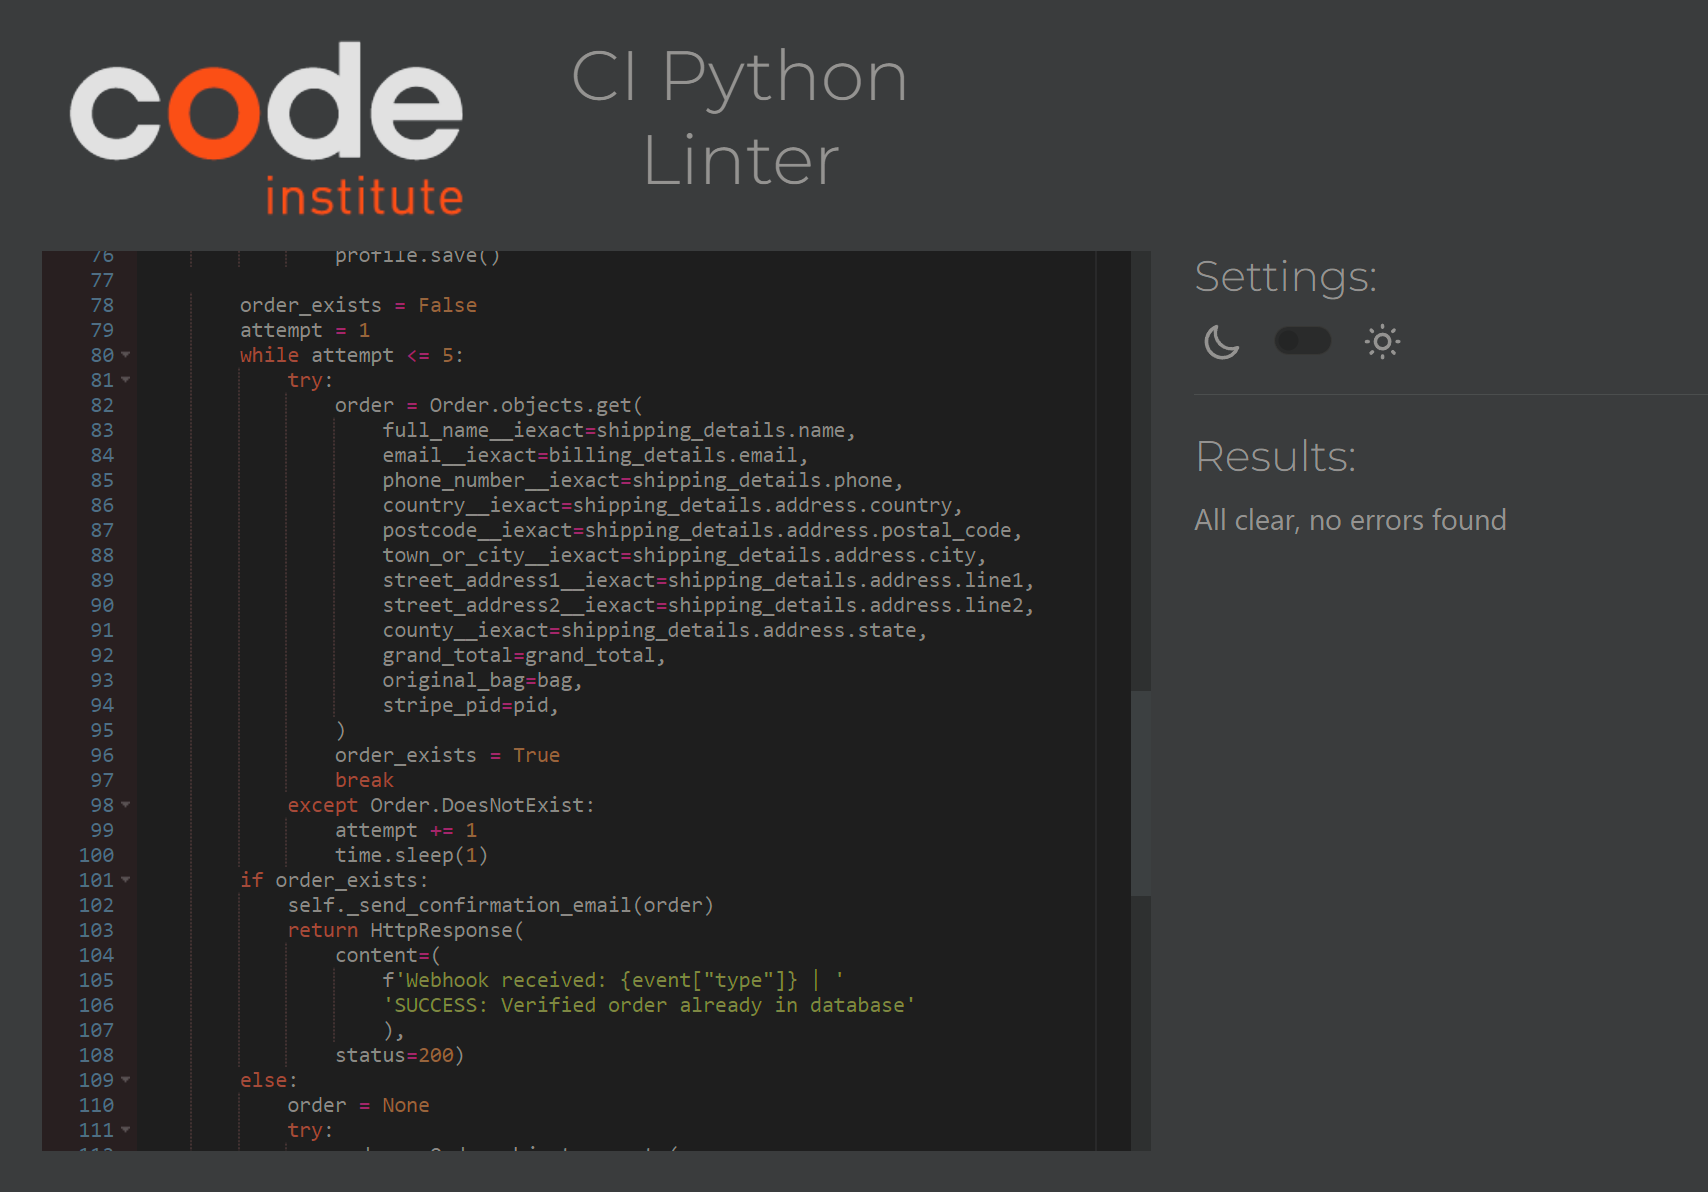 code
institute
CI Python
Linter
76 profile.save()
77
78 order_exists = False
79 attempt = 1
80 while attempt <= 5:
81 try:
82 order = Order.objects.get(
83 full_name__iexact=shipping_details.name,
84 email__iexact=billing_details.email,
85 phone_number__iexact=shipping_details.phone,
86 country__iexact=shipping_details.address.country,
87 postcode__iexact=shipping_details.address.postal_code,
88 town_or_city__iexact=shipping_details.address.city,
89 street_address1__iexact=shipping_details.address.line1,
90 street_address2__iexact=shipping_details.address.line2,
91 county__iexact=shipping_details.address.state,
92 grand_total=grand_total,
93 original_bag=bag,
94 stripe_pid=pid,
95 )
96 order_exists = True
97 break
98 except Order.DoesNotExist:
99 attempt += 1
100 time.sleep(1)
101 if order_exists:
102 self._send_confirmation_email(order)
103 return HttpResponse(
104 content=(
105 f'Webhook received: {event["type"]} | '
106 'SUCCESS: Verified order already in database'
107 ),
108 status=200)
109 else:
110 order = None
111 try:
Settings:
Results:
All clear, no errors found